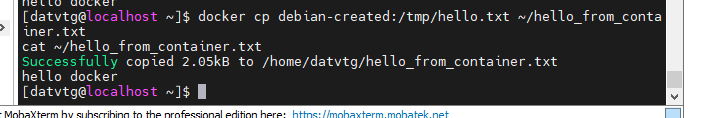 hello docker
[datvtg@localhost ~]$ docker cp debian-created:/tmp/hello.txt ~/hello_from_conta
iner.txt
cat ~/hello_from_container.txt
Successfully copied 2.05kB to /home/datvtg/hello_from_container.txt
hello docker
[datvtg@localhost ~]$
MobaXterm by subscribing to the professional edition here: https://mobaxterm.mobatek.net